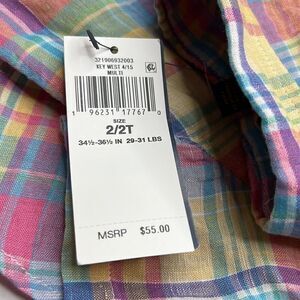 321906932003
KEY WEST 4/15
MULTI
1 96231 17767 0
SIZE
2/2T
34½-36½ IN 29-31 LBS
MSRP $55.00